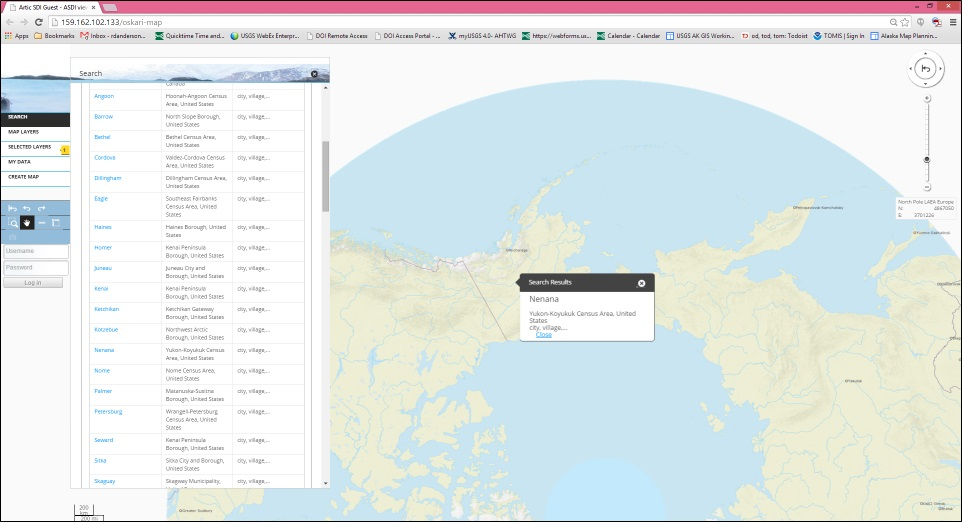 Artic SDI Guest - ASDI vie
159.162.102.133/oskari-map
Apps Bookmarks Inbox - rdanderson... Quicktime Time and... USGS WebEx Enterpr... DOI Remote Access DOI Access Portal -... myUSGS 4.0- AHTWG https://webforms.us... Calendar - Calendar USGS AK GIS Workin... od, tod, tom: Todoist TOMIS | Sign In Alaska Map Plannin...
Search
SEARCH
MAP LAYERS
SELECTED LAYERS 1
MY DATA
CREATE MAP
Username
Password
Log in
Canada
Angoon Hoonah-Angoon Census city, village,...
Area, United States
Barrow North Slope Borough, city, village,...
United States
Bethel Bethel Census Area, city, village,...
United States
Cordova Valdez-Cordova Census city, village,...
Area, United States
Dillingham Dillingham Census city, village,...
Area, United States
Eagle Southeast Fairbanks city, village,...
Census Area, United
States
Haines Haines Borough, United city, village,...
States
Homer Kenai Peninsula city, village,...
Borough, United States
Juneau Juneau City and city, village,...
Borough, United States
Kenai Kenai Peninsula city, village,...
Borough, United States
Ketchikan Ketchikan Gateway city, village,...
Borough, United States
Kotzebue Northwest Arctic city, village,...
Borough, United States
Nenana Yukon-Koyukuk Census city, village,...
Area, United States
Nome Nome Census Area, city, village,...
United States
Palmer Matanuska-Susitna city, village,...
Borough, United States
Petersburg Wrangell-Petersburg city, village,...
Census Area, United
States
Seward Kenai Peninsula city, village,...
Borough, United States
Sitka Sitka City and Borough, city, village,...
United States
Skagway Skagway Municipality, city, village,...
Search Results
Nenana
Yukon-Koyukuk Census Area, United
States
city, village,...
Close
North Pole LAEA Europe
N: 4867050
E: 3701226
Anchorage
Petropavlovsk-Kamchatsky
Yakutsk
Greater Sudbury
200
km
200 mi